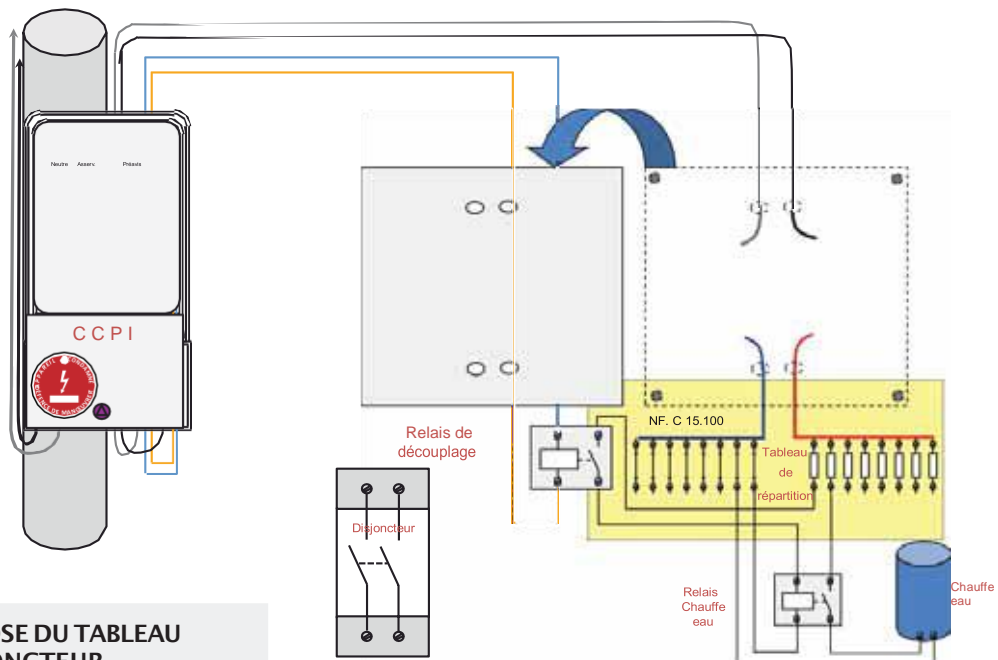 Neutre Asserv. Préavis
CCPI
NF. C 15.100
Relais de
découplage
Tableau
de
répartition
Disjoncteur
Relais
Chauffe
eau
Chauffe
eau
SE DU TABLEAU